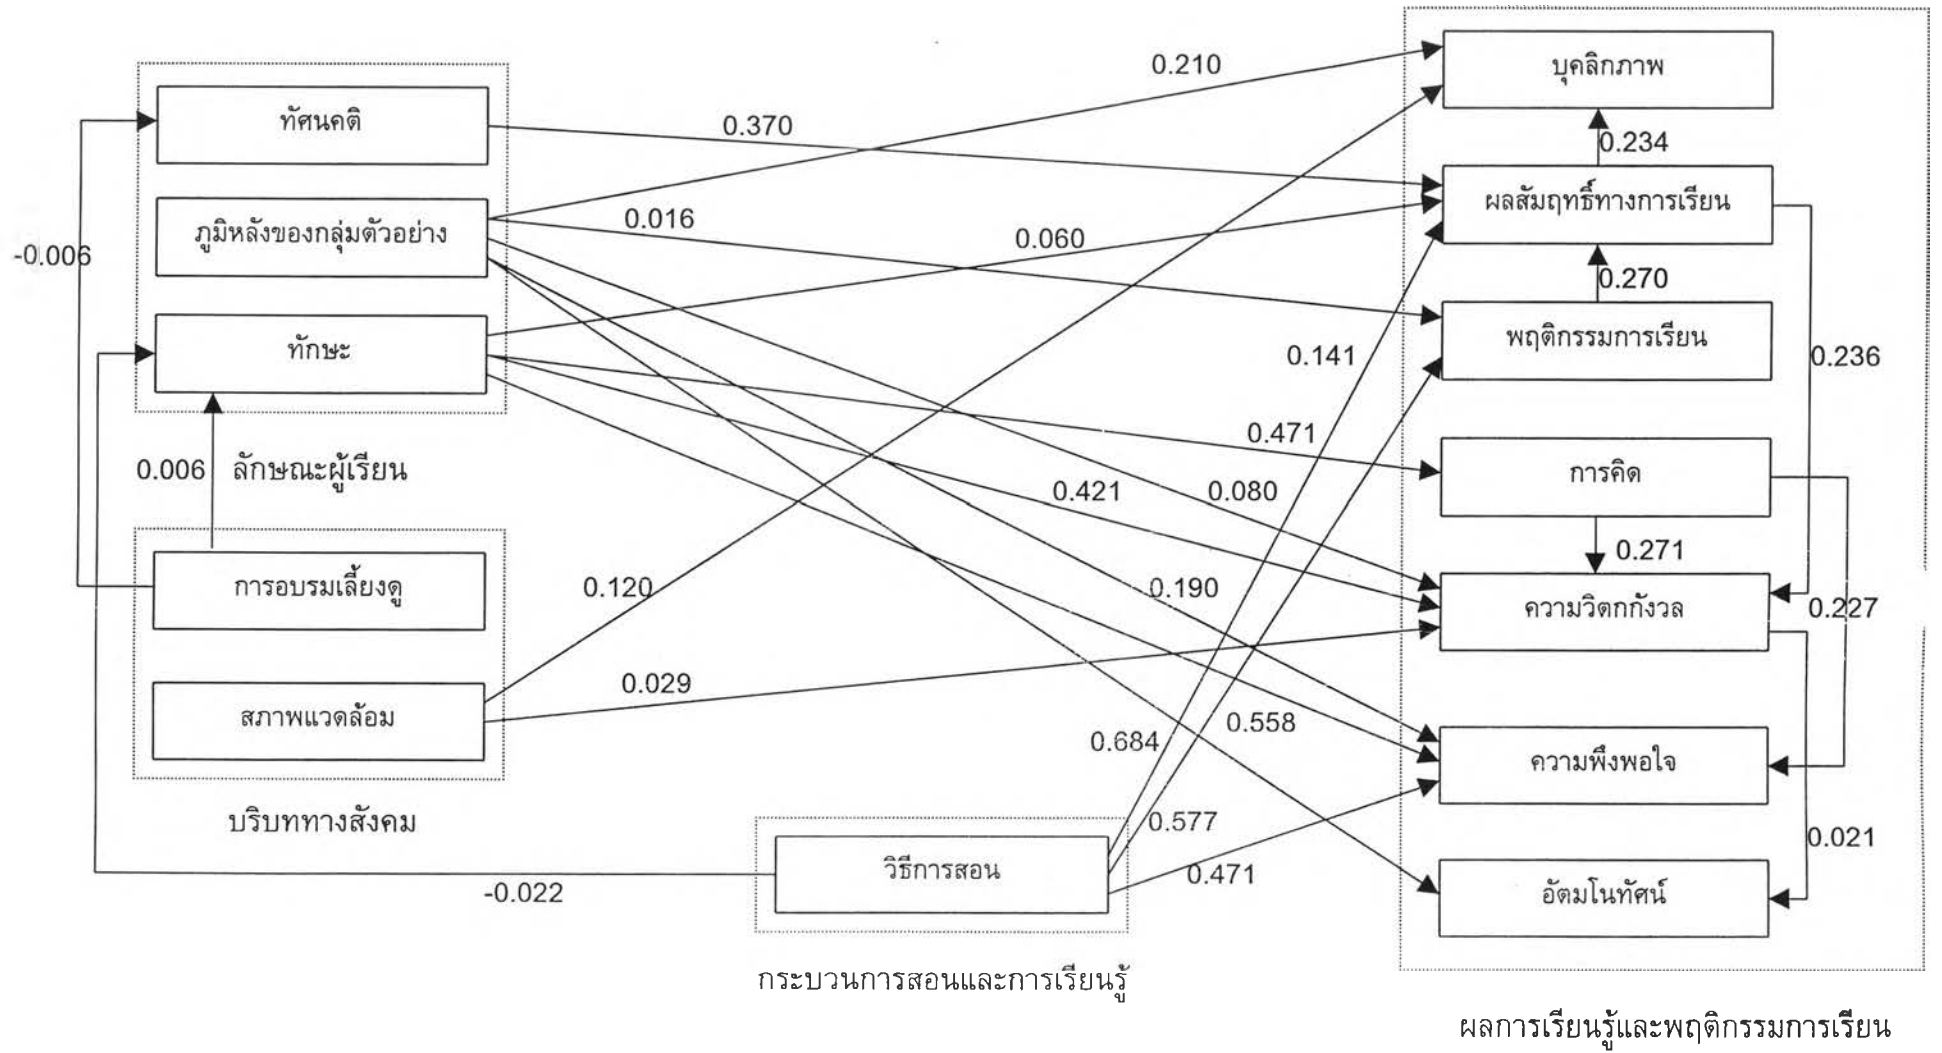 บุคลิกภาพ
0.210
ทัศนคติ
0.370
0.234
ผลสัมฤทธิ์ทางการเรียน
ภูมิหลังของกลุ่มตัวอย่าง
0.016
0.060
-0.006
0.270
ทักษะ
พฤติกรรมการเรียน
0.141
0.236
0.471
0.006
ลักษณะผู้เรียน
การคิด
0.421
0.080
0.271
การอบรมเลี้ยงดู
0.120
0.190
ความวิตกกังวล
0.227
0.029
สภาพแวดล้อม
0.684
0.558
ความพึงพอใจ
บริบททางสังคม
0.577
0.021
วิธีการสอน
0.471
-0.022
อัตมโนทัศน์
กระบวนการสอนและการเรียนรู้
ผลการเรียนรู้และพฤติกรรมการเรียน